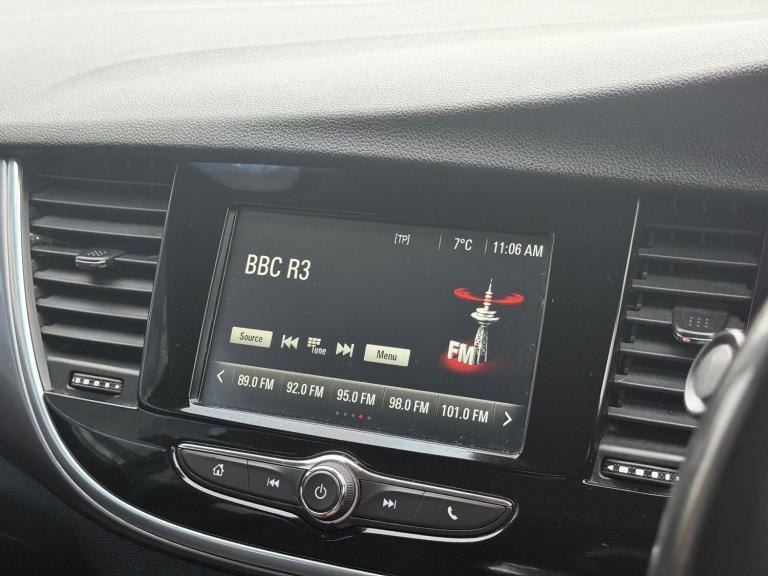 [TP] 7°C 11:06 AM
BBC R3
Source Tune Menu
FM
89.0 FM 92.0 FM 95.0 FM 98.0 FM 101.0 FM